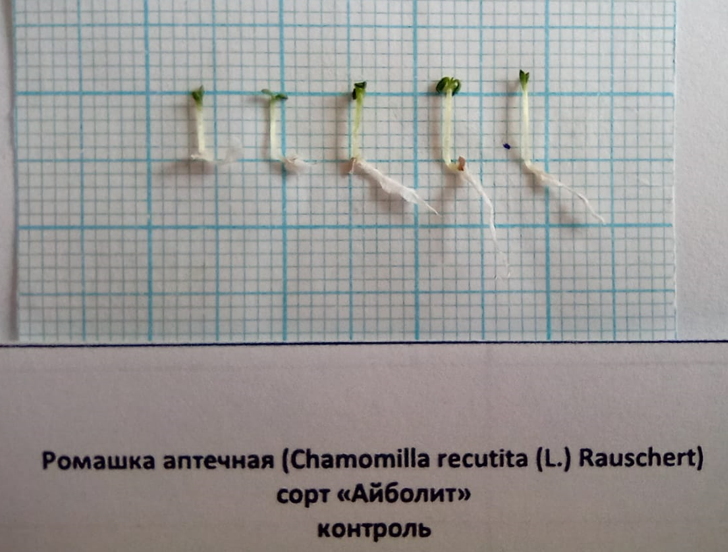 Ромашка аптечная (Chamomilla recutita (L.) Rauschert)
сорт «Айболит»
контроль